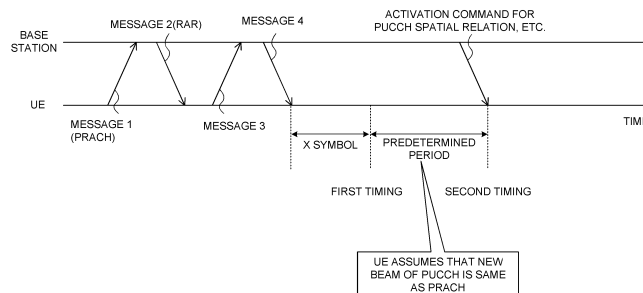 MESSAGE 2(RAR)
MESSAGE 4
ACTIVATION COMMAND FOR
PUCCH SPATIAL RELATION, ETC.
BASE
STATION
UE
MESSAGE 1
(PRACH)
MESSAGE 3
TIM
X SYMBOL
PREDETERMINED
PERIOD
FIRST TIMING
SECOND TIMING
UE ASSUMES THAT NEW
BEAM OF PUCCH IS SAME
AS PRACH